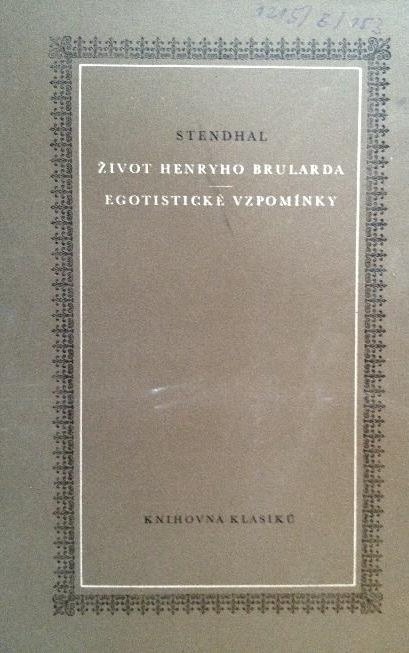 STENDHAL
ŽIVOT HENRYHO BRULARDA
EGOTISTICKÉ VZPOMÍNKY
KNIHOVNA KLASIKŮ